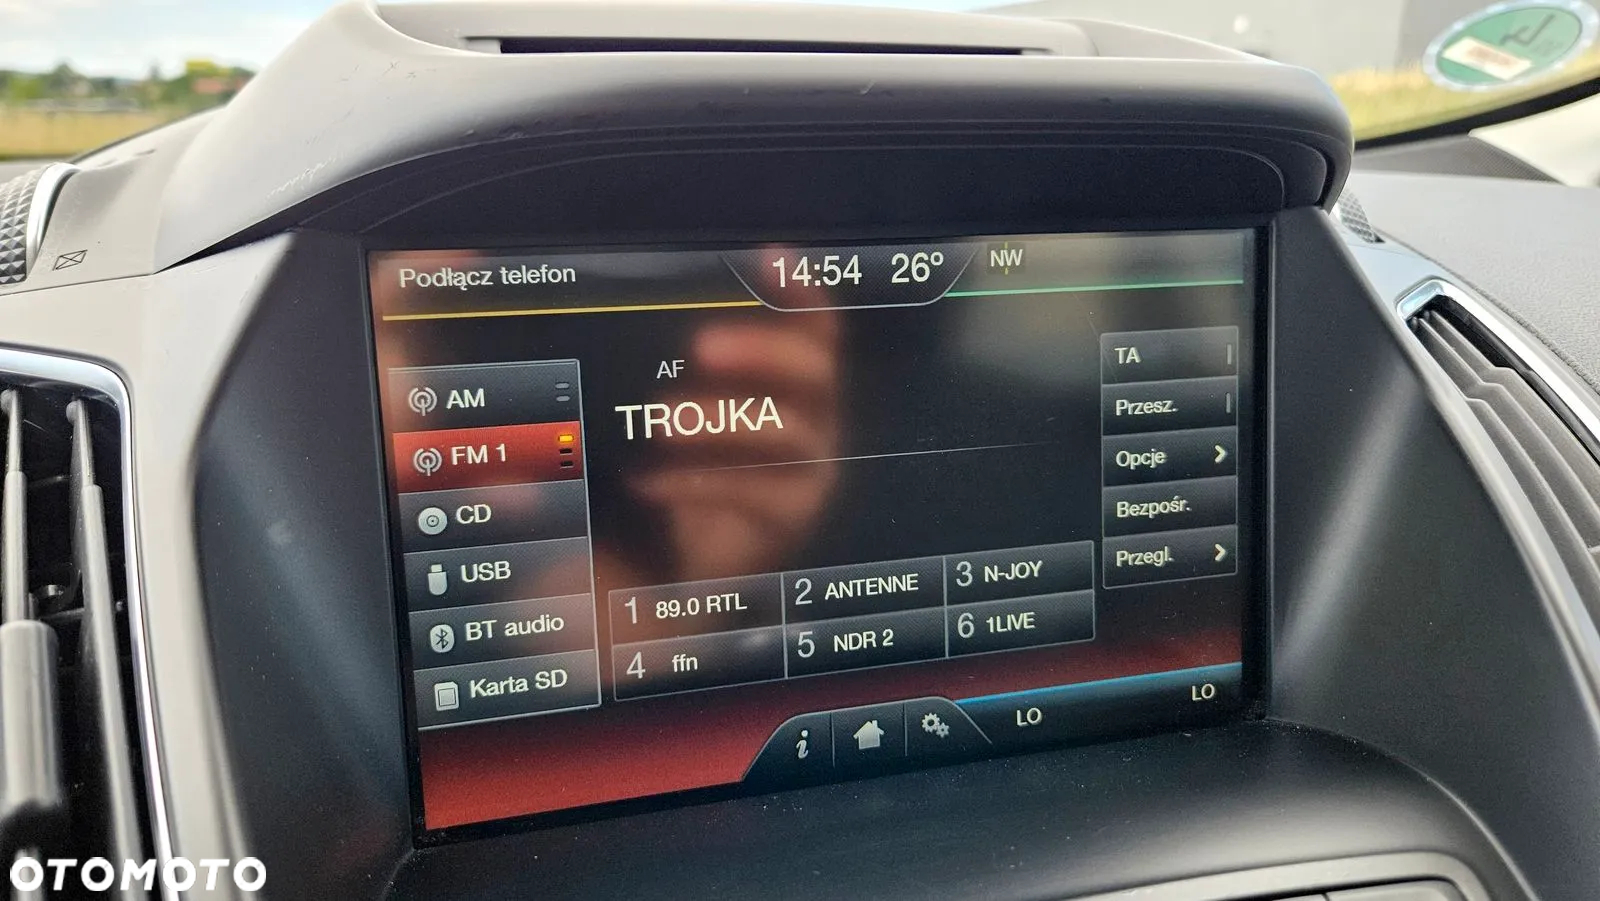 Podłącz telefon
14:54 26° NW
AM
FM 1
CD
USB
BT audio
Karta SD
AF
TROJKA
TA
Przesz.
Opcje
Bezpośr.
Przegl.
1 89.0 RTL
2 ANTENNE
3 N-JOY
4 ffn
5 NDR 2
6 1LIVE
i
LO
LO
OTOMOTO